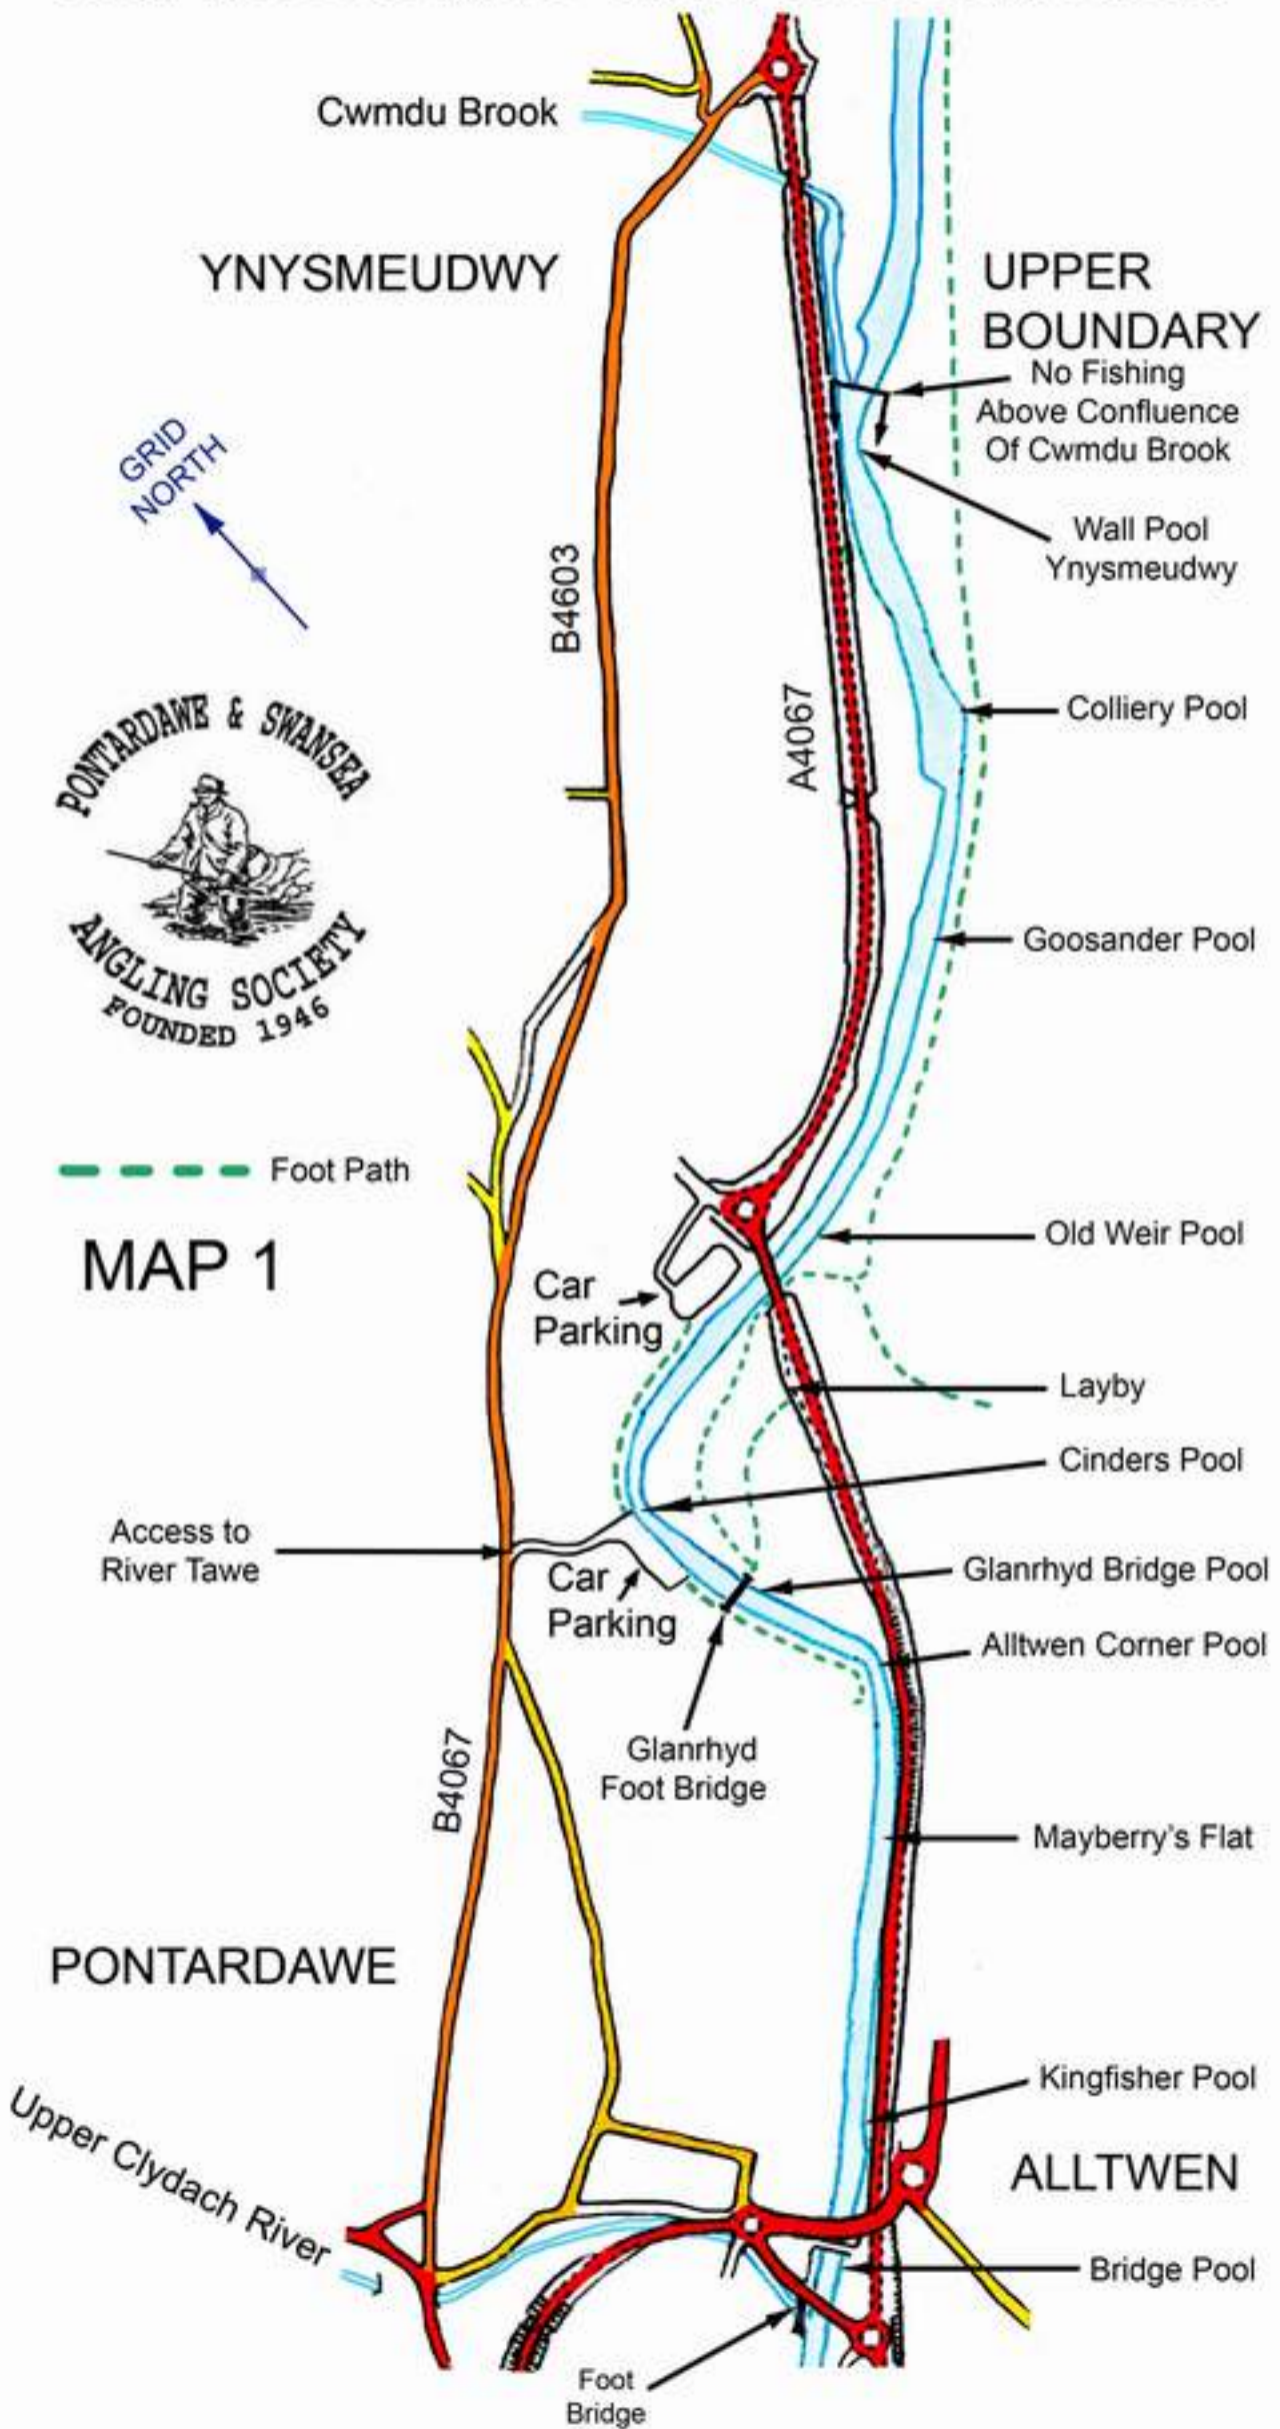 Cwmdu Brook
YNYSMEUDWY
UPPER
BOUNDARY
No Fishing
Above Confluence
Of Cwmdu Brook
GRID
NORTH
Wall Pool
Ynysmeudwy
B4603
A4067
Colliery Pool
PONTARDAWE & SWANSEA
ANGLING SOCIETY
FOUNDED 1946
Goosander Pool
Foot Path
MAP 1
Old Weir Pool
Car
Parking
Layby
Cinders Pool
Access to
River Tawe
Car
Parking
Glanrhyd Bridge Pool
Alltwen Corner Pool
Glanrhyd
Foot Bridge
B4067
Mayberry's Flat
PONTARDAWE
Kingfisher Pool
Upper Clydach River
ALLTWEN
Bridge Pool
Foot
Bridge